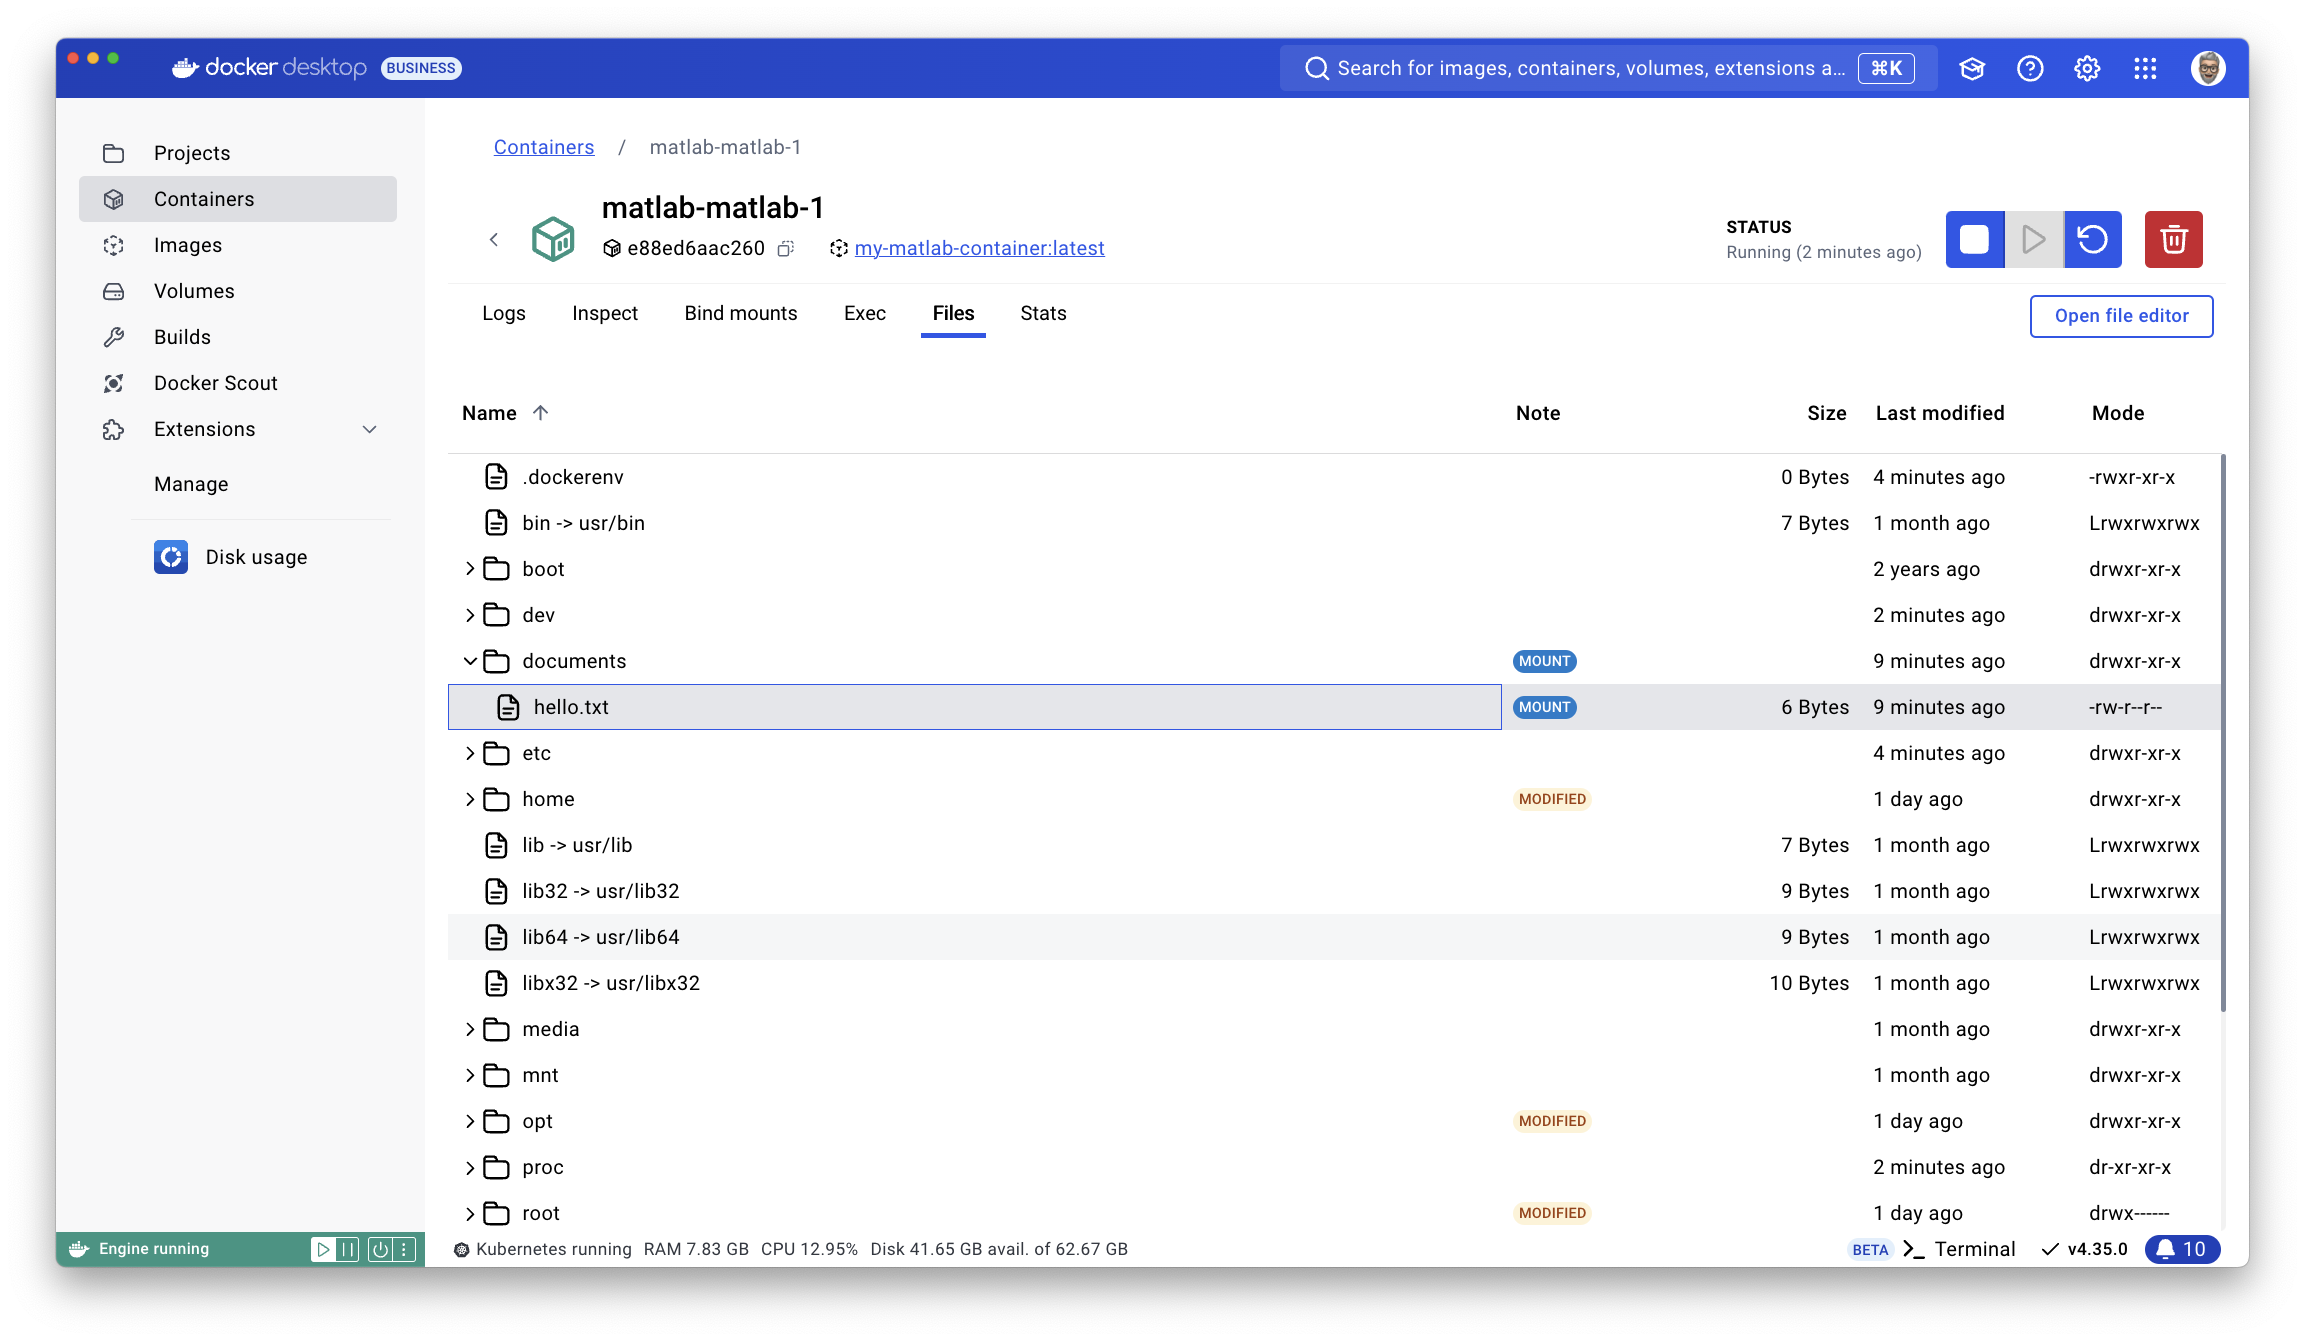 docker desktop BUSINESS
Search for images, containers, volumes, extensions a... ⌘K
Projects
Containers
Images
Volumes
Builds
Docker Scout
Extensions
Manage
Disk usage
Containers / matlab-matlab-1
matlab-matlab-1
e88ed6aac260 my-matlab-container:latest
STATUS
Running (2 minutes ago)
Logs Inspect Bind mounts Exec Files Stats
Open file editor
Name Note Size Last modified Mode
.dockerenv 0 Bytes 4 minutes ago -rwxr-xr-x
bin -> usr/bin 7 Bytes 1 month ago Lrwxrwxrwx
boot 2 years ago drwxr-xr-x
dev 2 minutes ago drwxr-xr-x
documents MOUNT 9 minutes ago drwxr-xr-x
hello.txt MOUNT 6 Bytes 9 minutes ago -rw-r--r--
etc 4 minutes ago drwxr-xr-x
home MODIFIED 1 day ago drwxr-xr-x
lib -> usr/lib 7 Bytes 1 month ago Lrwxrwxrwx
lib32 -> usr/lib32 9 Bytes 1 month ago Lrwxrwxrwx
lib64 -> usr/lib64 9 Bytes 1 month ago Lrwxrwxrwx
libx32 -> usr/libx32 10 Bytes 1 month ago Lrwxrwxrwx
media 1 month ago drwxr-xr-x
mnt 1 month ago drwxr-xr-x
opt MODIFIED 1 day ago drwxr-xr-x
proc 2 minutes ago dr-xr-xr-x
root MODIFIED 1 day ago drwx------
Engine running
Kubernetes running RAM 7.83 GB CPU 12.95% Disk 41.65 GB avail. of 62.67 GB
BETA Terminal v4.35.0 10